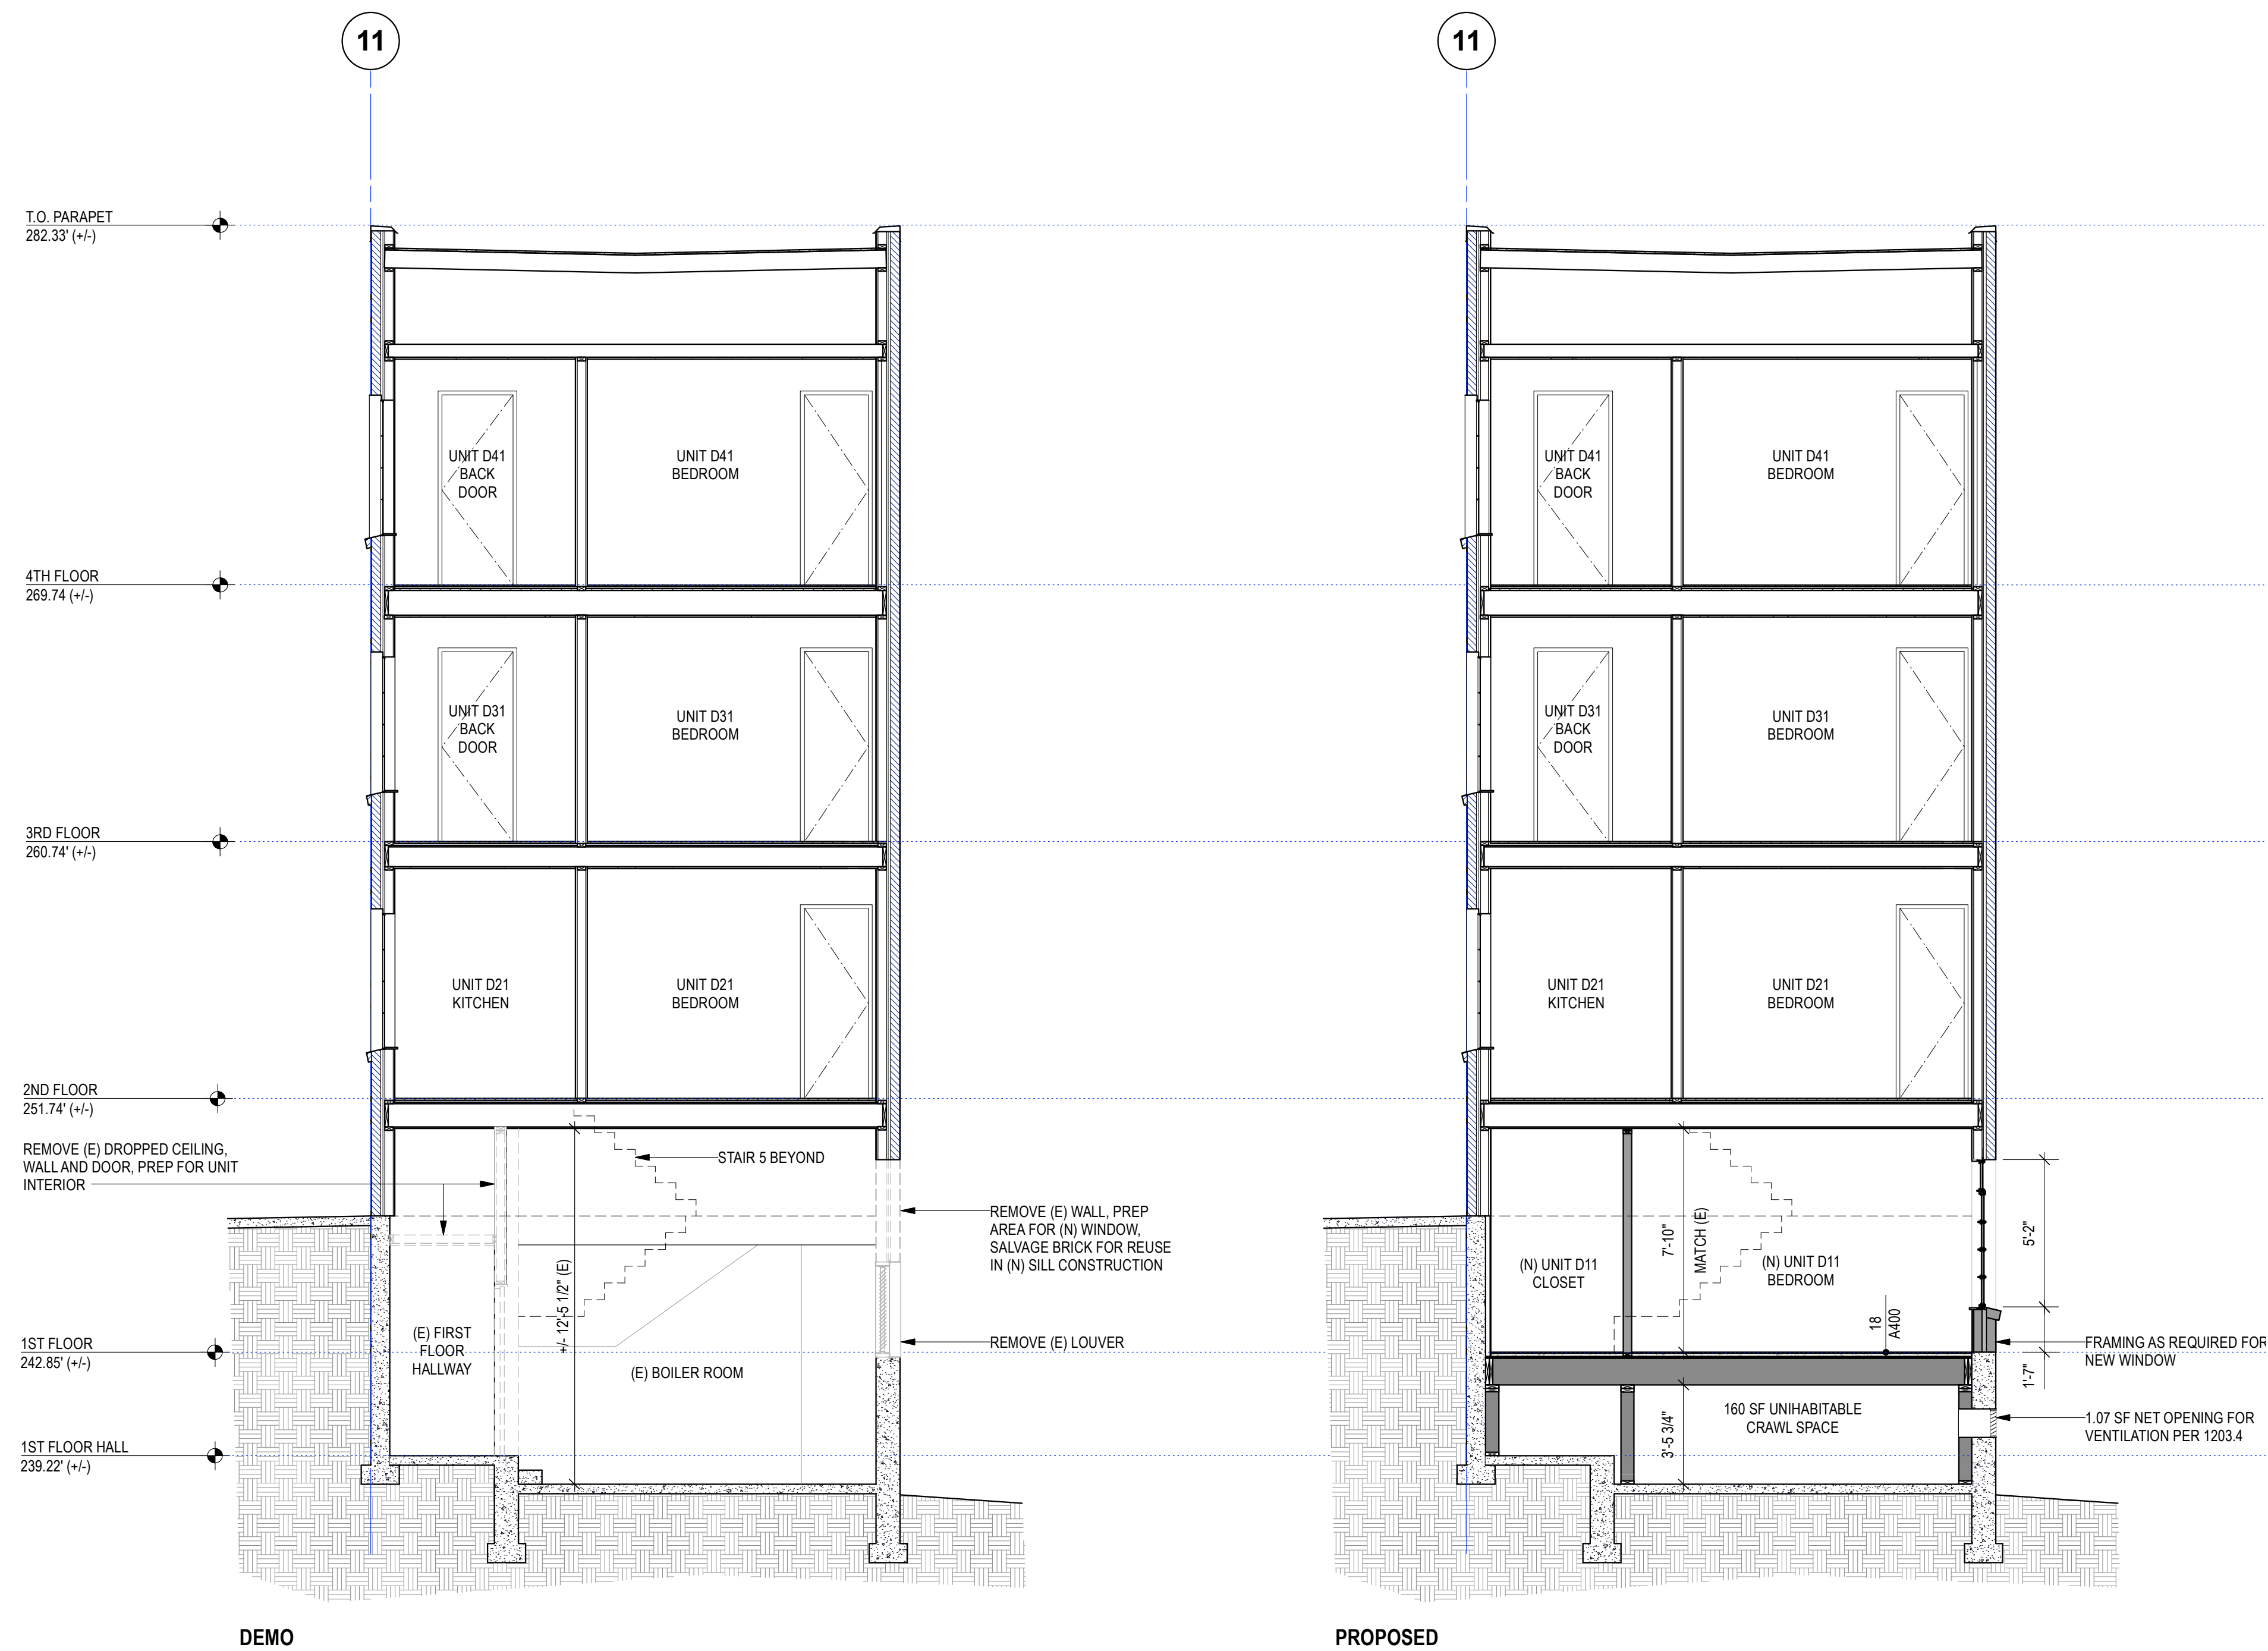 11
11
T.O. PARAPET
282.33' (+/-)
UNIT D41
BACK
DOOR
UNIT D41
BEDROOM
UNIT D41
BACK
DOOR
UNIT D41
BEDROOM
4TH FLOOR
269.74 (+/-)
UNIT D31
BACK
DOOR
UNIT D31
BEDROOM
UNIT D31
BACK
DOOR
UNIT D31
BEDROOM
3RD FLOOR
260.74' (+/-)
UNIT D21
KITCHEN
UNIT D21
BEDROOM
UNIT D21
KITCHEN
UNIT D21
BEDROOM
2ND FLOOR
251.74' (+/-)
REMOVE (E) DROPPED CEILING,
WALL AND DOOR, PREP FOR UNIT
INTERIOR
STAIR 5 BEYOND
REMOVE (E) WALL, PREP
AREA FOR (N) WINDOW,
SALVAGE BRICK FOR REUSE
IN (N) SILL CONSTRUCTION
+/- 12'-5 1/2" (E)
(E) FIRST
FLOOR
HALLWAY
(E) BOILER ROOM
REMOVE (E) LOUVER
(N) UNIT D11
CLOSET
7'-10"
MATCH (E)
(N) UNIT D11
BEDROOM
5'-2"
18
A400
1ST FLOOR
242.85' (+/-)
FRAMING AS REQUIRED FOR
NEW WINDOW
1'-7"
160 SF UNIHABITABLE
CRAWL SPACE
3'-5 3/4"
1.07 SF NET OPENING FOR
VENTILATION PER 1203.4
1ST FLOOR HALL
239.22' (+/-)
DEMO
PROPOSED